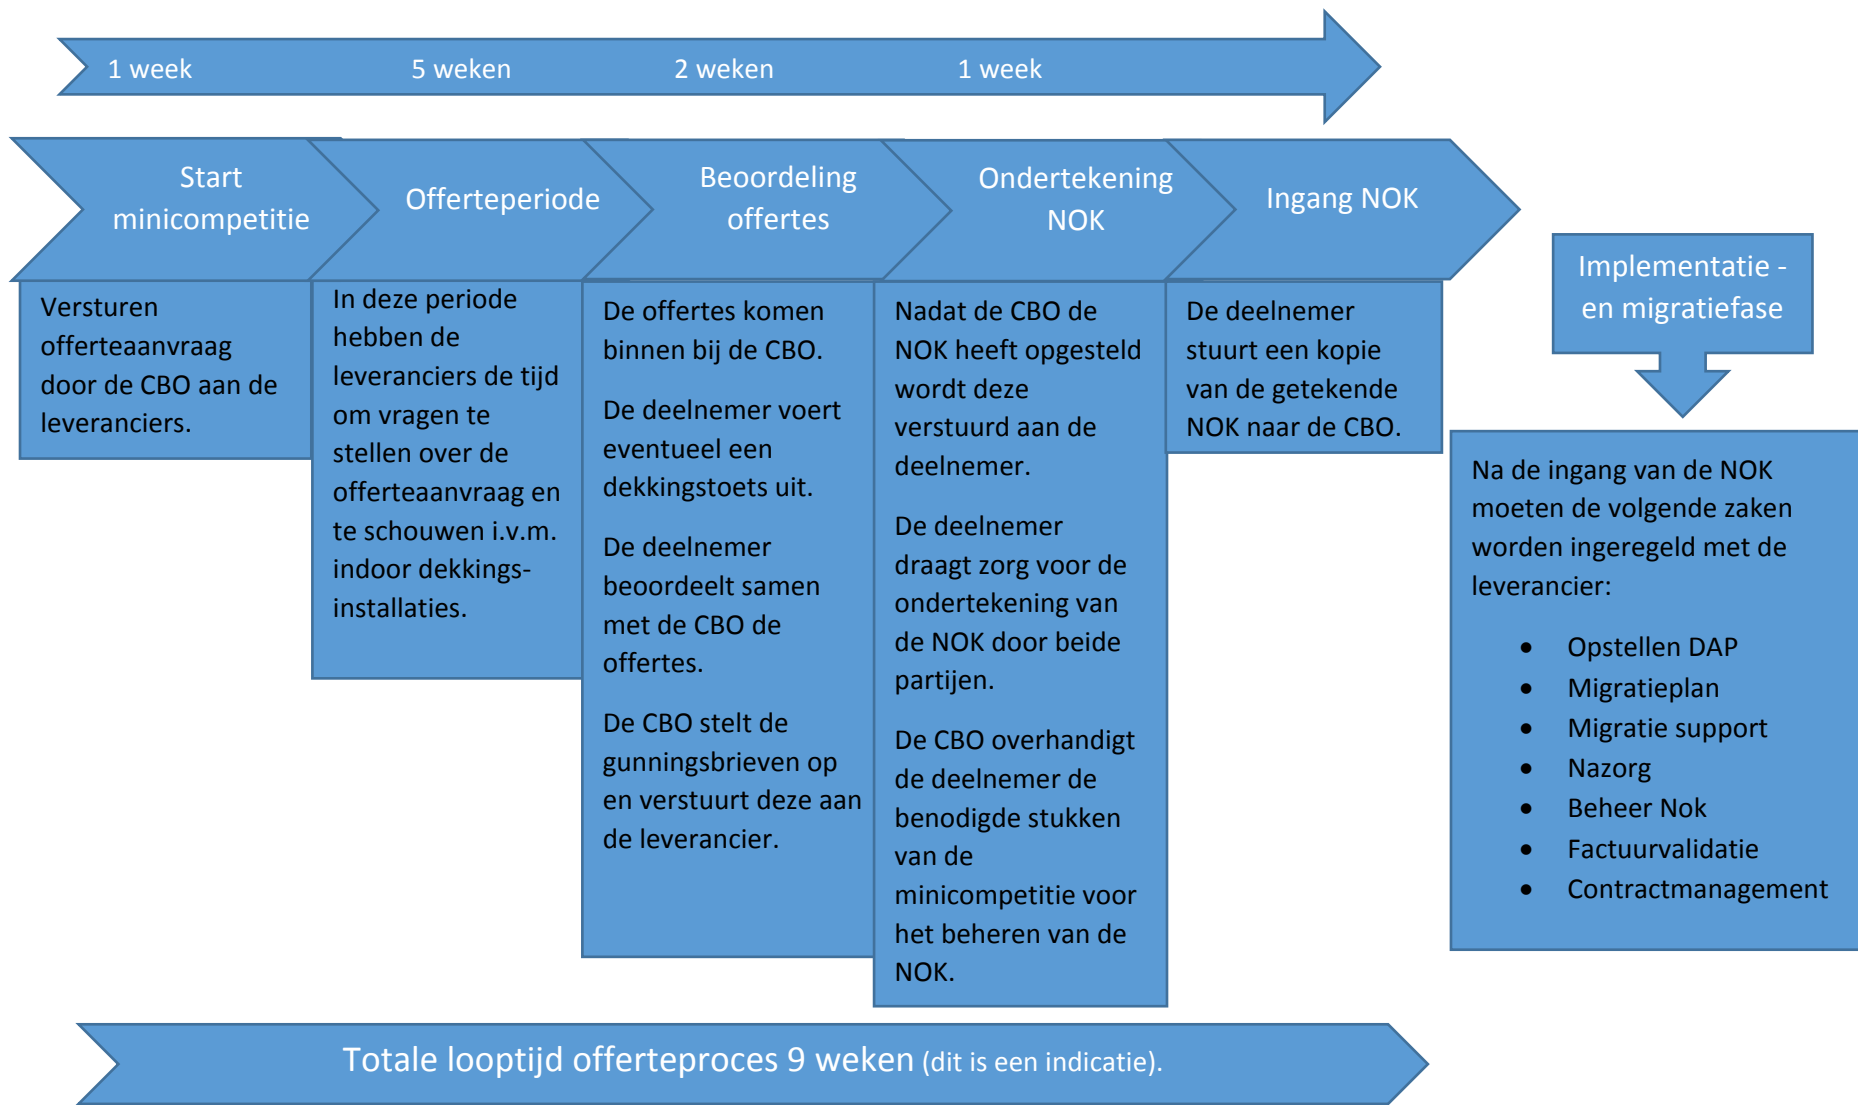 1 week
5 weken
2 weken
1 week
Start
minicompetitie
Offerteperiode
Beoordeling
offertes
Ondertekening
NOK
Ingang NOK
Versturen
offerteaanvraag
door de CBO aan de
leveranciers.
In deze periode
hebben de
leveranciers de tijd
om vragen te
stellen over de
offerteaanvraag en
te schouwen i.v.m.
indoor dekkings-
installaties.
De offertes komen
binnen bij de CBO.
De deelnemer voert
eventueel een
dekkingstoets uit.
De deelnemer
beoordeelt samen
met de CBO de
offertes.
De CBO stelt de
gunningsbrieven op
en verstuurt deze aan
de leverancier.
Nadat de CBO de
NOK heeft opgesteld
wordt deze
verstuurd aan de
deelnemer.
De deelnemer
draagt zorg voor de
ondertekening van
de NOK door beide
partijen.
De CBO overhandigt
de deelnemer de
benodigde stukken
van de
minicompetitie voor
het beheren van de
NOK.
De deelnemer
stuurt een kopie
van de getekende
NOK naar de CBO.
Implementatie -
en migratiefase
Na de ingang van de NOK
moeten de volgende zaken
worden ingeregeld met de
leverancier:
• Opstellen DAP
• Migratieplan
• Migratie support
• Nazorg
• Beheer Nok
• Factuurvalidatie
• Contractmanagement
Totale looptijd offerteproces 9 weken (dit is een indicatie).